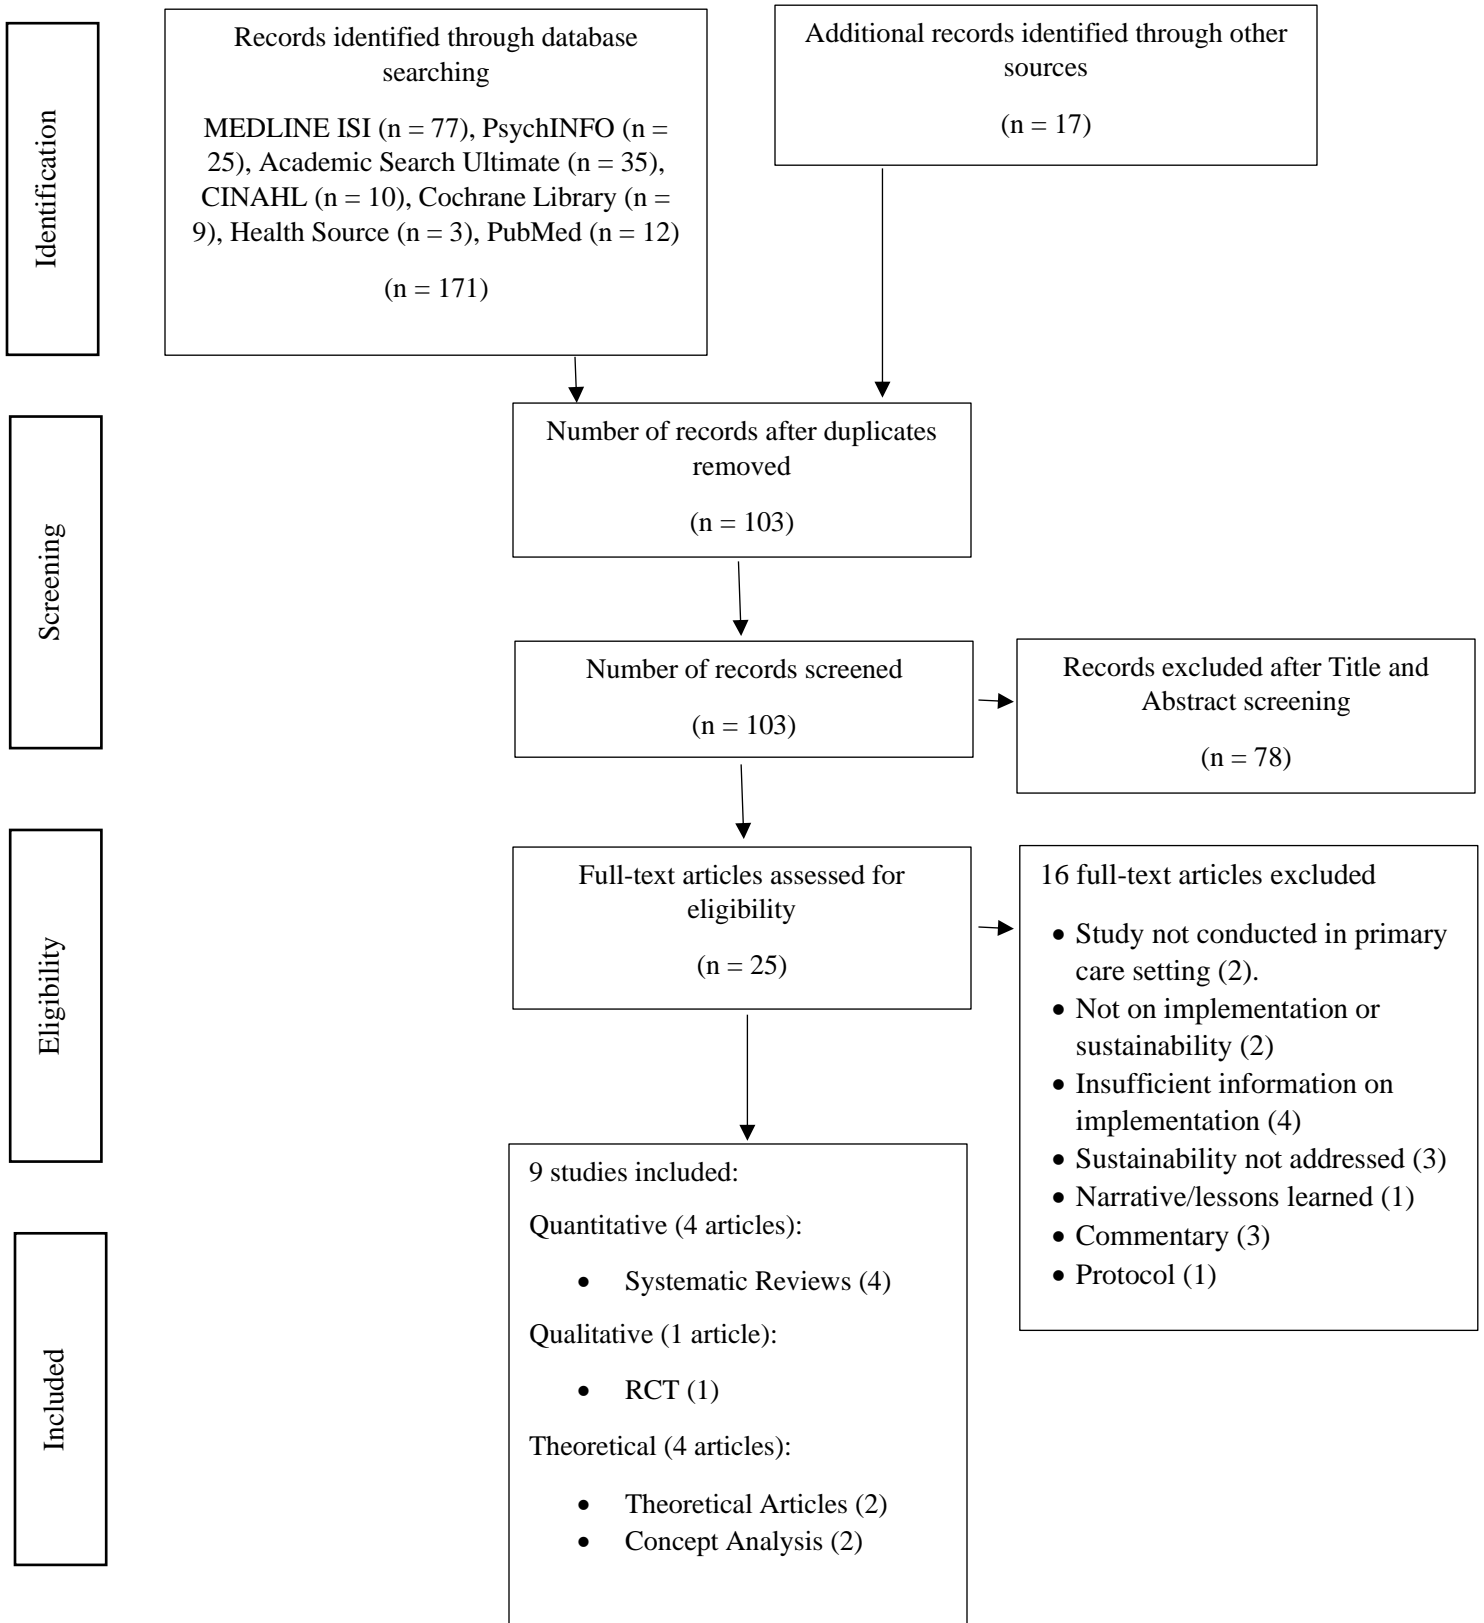 Identification
Records identified through database
searching
MEDLINE ISI (n = 77), PsychINFO (n =
25), Academic Search Ultimate (n = 35),
CINAHL (n = 10), Cochrane Library (n =
9), Health Source (n = 3), PubMed (n = 12)
(n = 171)
Additional records identified through other
sources
(n = 17)
Screening
Number of records after duplicates
removed
(n = 103)
Number of records screened
(n = 103)
Records excluded after Title and
Abstract screening
(n = 78)
Eligibility
Full-text articles assessed for
eligibility
(n = 25)
16 full-text articles excluded
• Study not conducted in primary
care setting (2).
• Not on implementation or
sustainability (2)
• Insufficient information on
implementation (4)
• Sustainability not addressed (3)
• Narrative/lessons learned (1)
• Commentary (3)
• Protocol (1)
Included
9 studies included:
Quantitative (4 articles):
• Systematic Reviews (4)
Qualitative (1 article):
• RCT (1)
Theoretical (4 articles):
• Theoretical Articles (2)
• Concept Analysis (2)